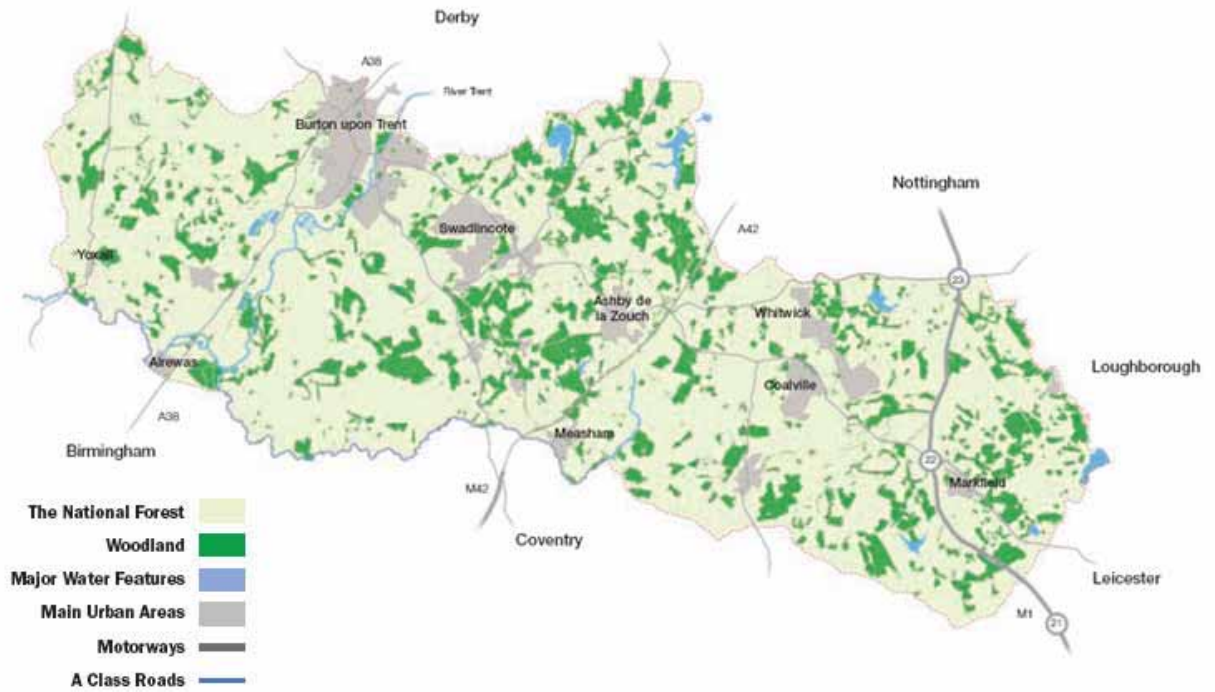 Derby
A38
River Trent
Burton upon Trent
Nottingham
Swadlincote
A42
Yoxall
23
Ashby de
la Zouch
Whitwick
Alrewas
Loughborough
Coalville
A38
Measham
Birmingham
22
Markfield
M42
Coventry
Leicester
M1
21
The National Forest
Woodland
Major Water Features
Main Urban Areas
Motorways
A Class Roads